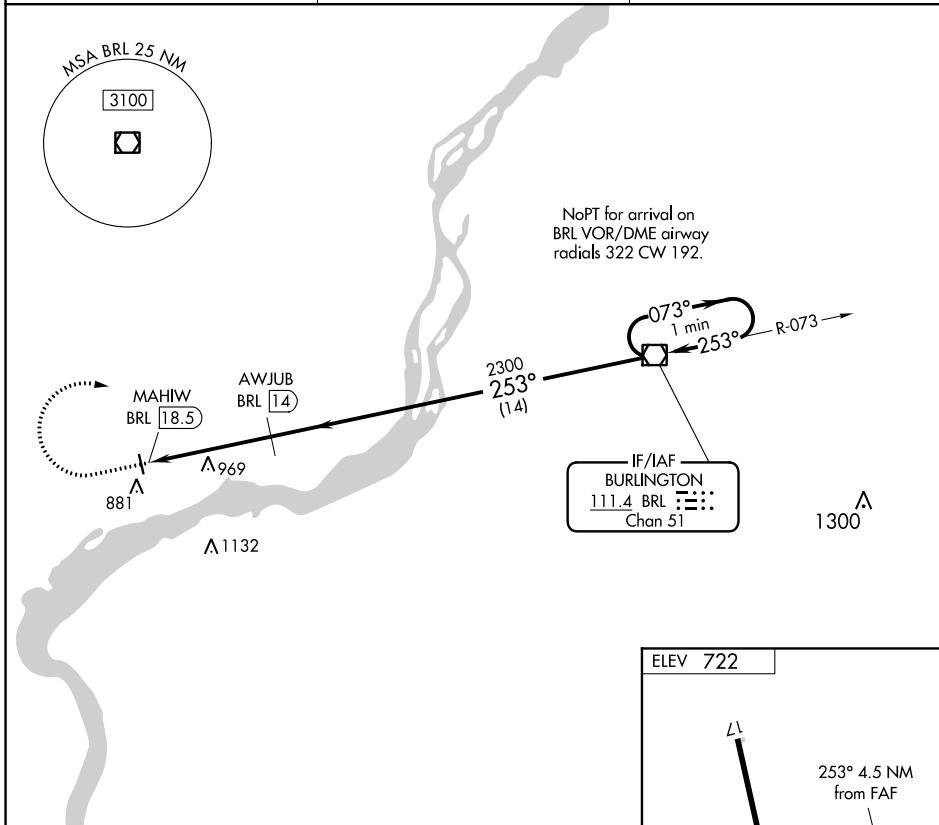 MSA BRL 25 NM
3100
NoPT for arrival on
BRL VOR/DME airway
radials 322 CW 192.
073°
1 min
253°
R-073
2300
253°
(14)
AWJUB
BRL 14
MAHIW
BRL 18.5
969
881
1132
IF/IAF
BURLINGTON
111.4 BRL
Chan 51
1300
ELEV 722
17
253° 4.5 NM
from FAF